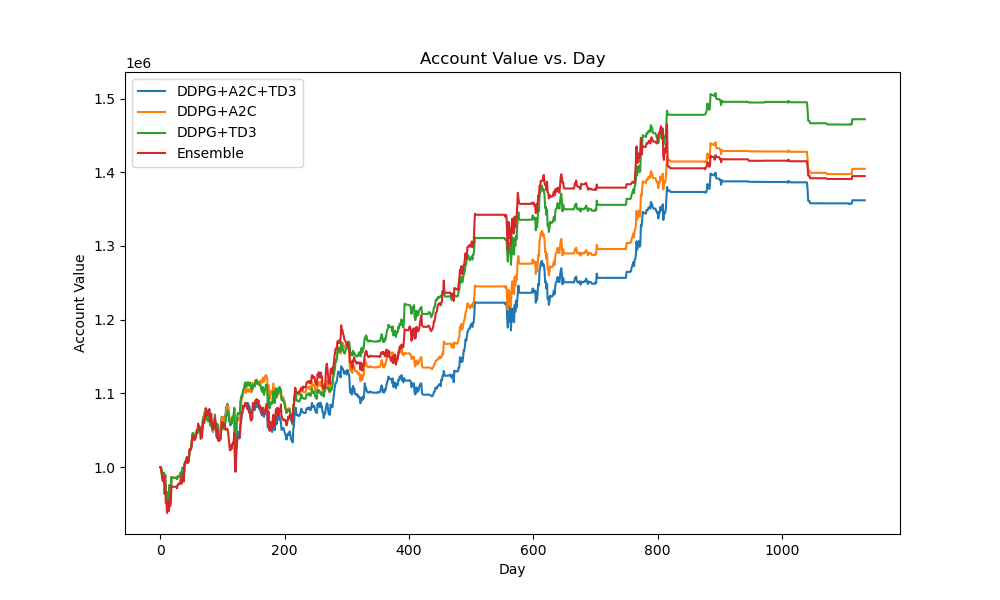 Account Value vs. Day
1e6
DDPG+A2C+TD3
DDPG+A2C
DDPG+TD3
Ensemble
1.5
1.4
1.3
1.2
1.1
1.0
Account Value
0 200 400 600 800 1000
Day